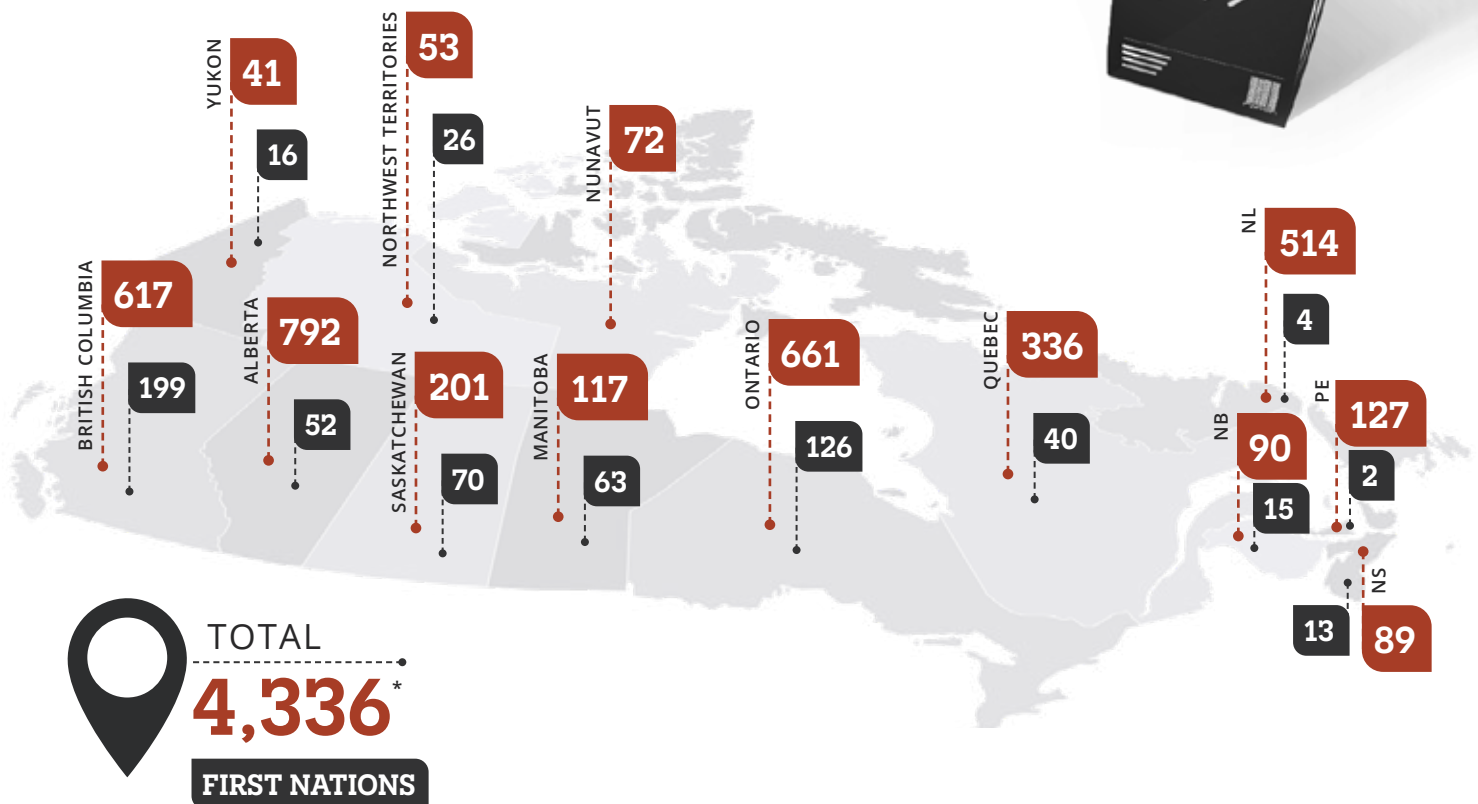 YUKON
41
16
NORTHWEST TERRITORIES
53
26
NUNAVUT
72
BRITISH COLUMBIA
617
199
ALBERTA
792
52
SASKATCHEWAN
201
70
MANITOBA
117
63
ONTARIO
661
126
QUEBEC
336
40
NL
514
4
NB
90
15
PE
127
2
NS
89
13
TOTAL
4,336*
FIRST NATIONS